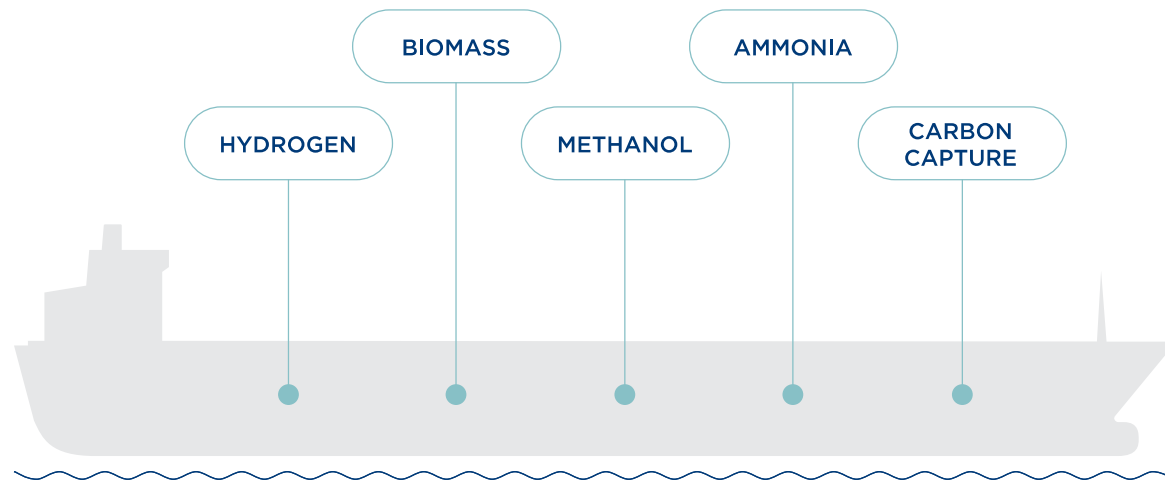 BIOMASS
AMMONIA
HYDROGEN
METHANOL
CARBON
CAPTURE